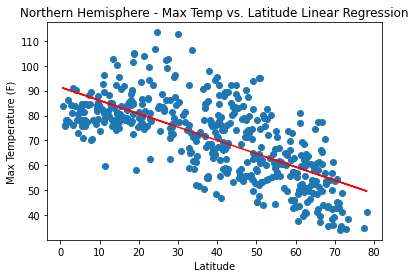 Northern Hemisphere - Max Temp vs. Latitude Linear Regression
Max Temperature (F)
110
100
90
80
70
60
50
40
0 10 20 30 40 50 60 70 80
Latitude